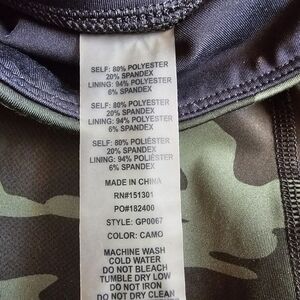 SELF: 80% POLYESTER
20% SPANDEX
LINING: 94% POLYESTER
6% SPANDEX
SELF: 80% POLYESTER
20% SPANDEX
LINING: 94% POLYESTER
6% SPANDEX
SELF: 80% POLIÉSTER
20% SPANDEX
LINING: 94% POLIÉSTER
6% SPANDEX
MADE IN CHINA
RN#151301
PO#182400
STYLE: GP0067
COLOR: CAMO
MACHINE WASH
COLD WATER
DO NOT BLEACH
TUMBLE DRY LOW
DO NOT IRON
DO NOT DRY CLEAN